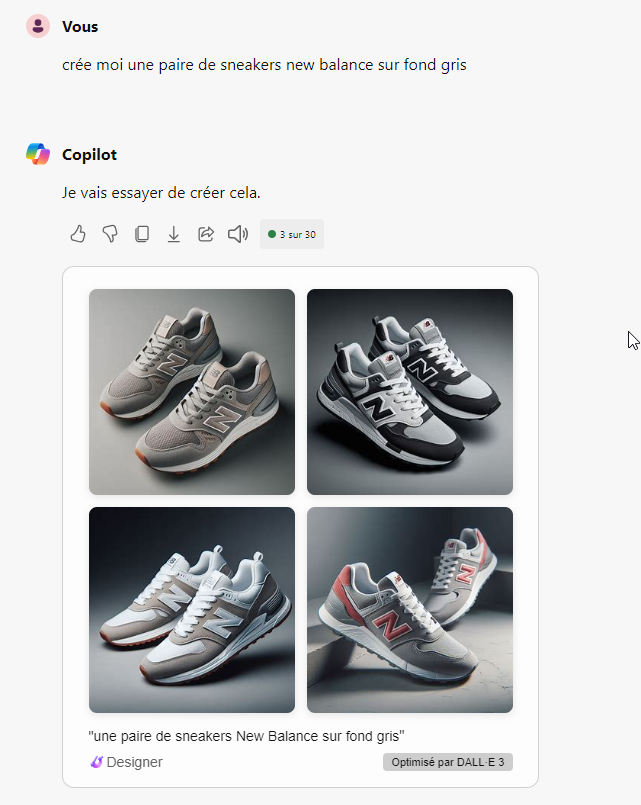 Vous
crée moi une paire de sneakers new balance sur fond gris
Copilot
Je vais essayer de créer cela.
3 sur 30
N
N
N
N
N
N
N
N
"une paire de sneakers New Balance sur fond gris"
Designer
Optimisé par DALL·E 3